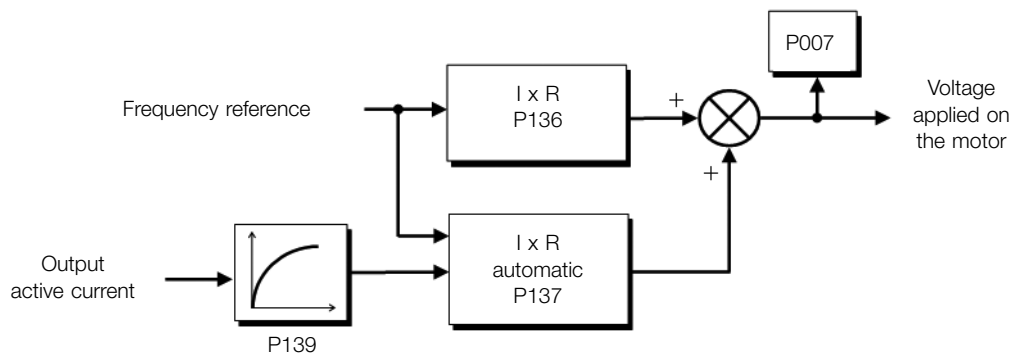 P007
Frequency reference
I x R
P136
+
Voltage
applied on
the motor
+
Output
active current
I x R
automatic
P137
P139